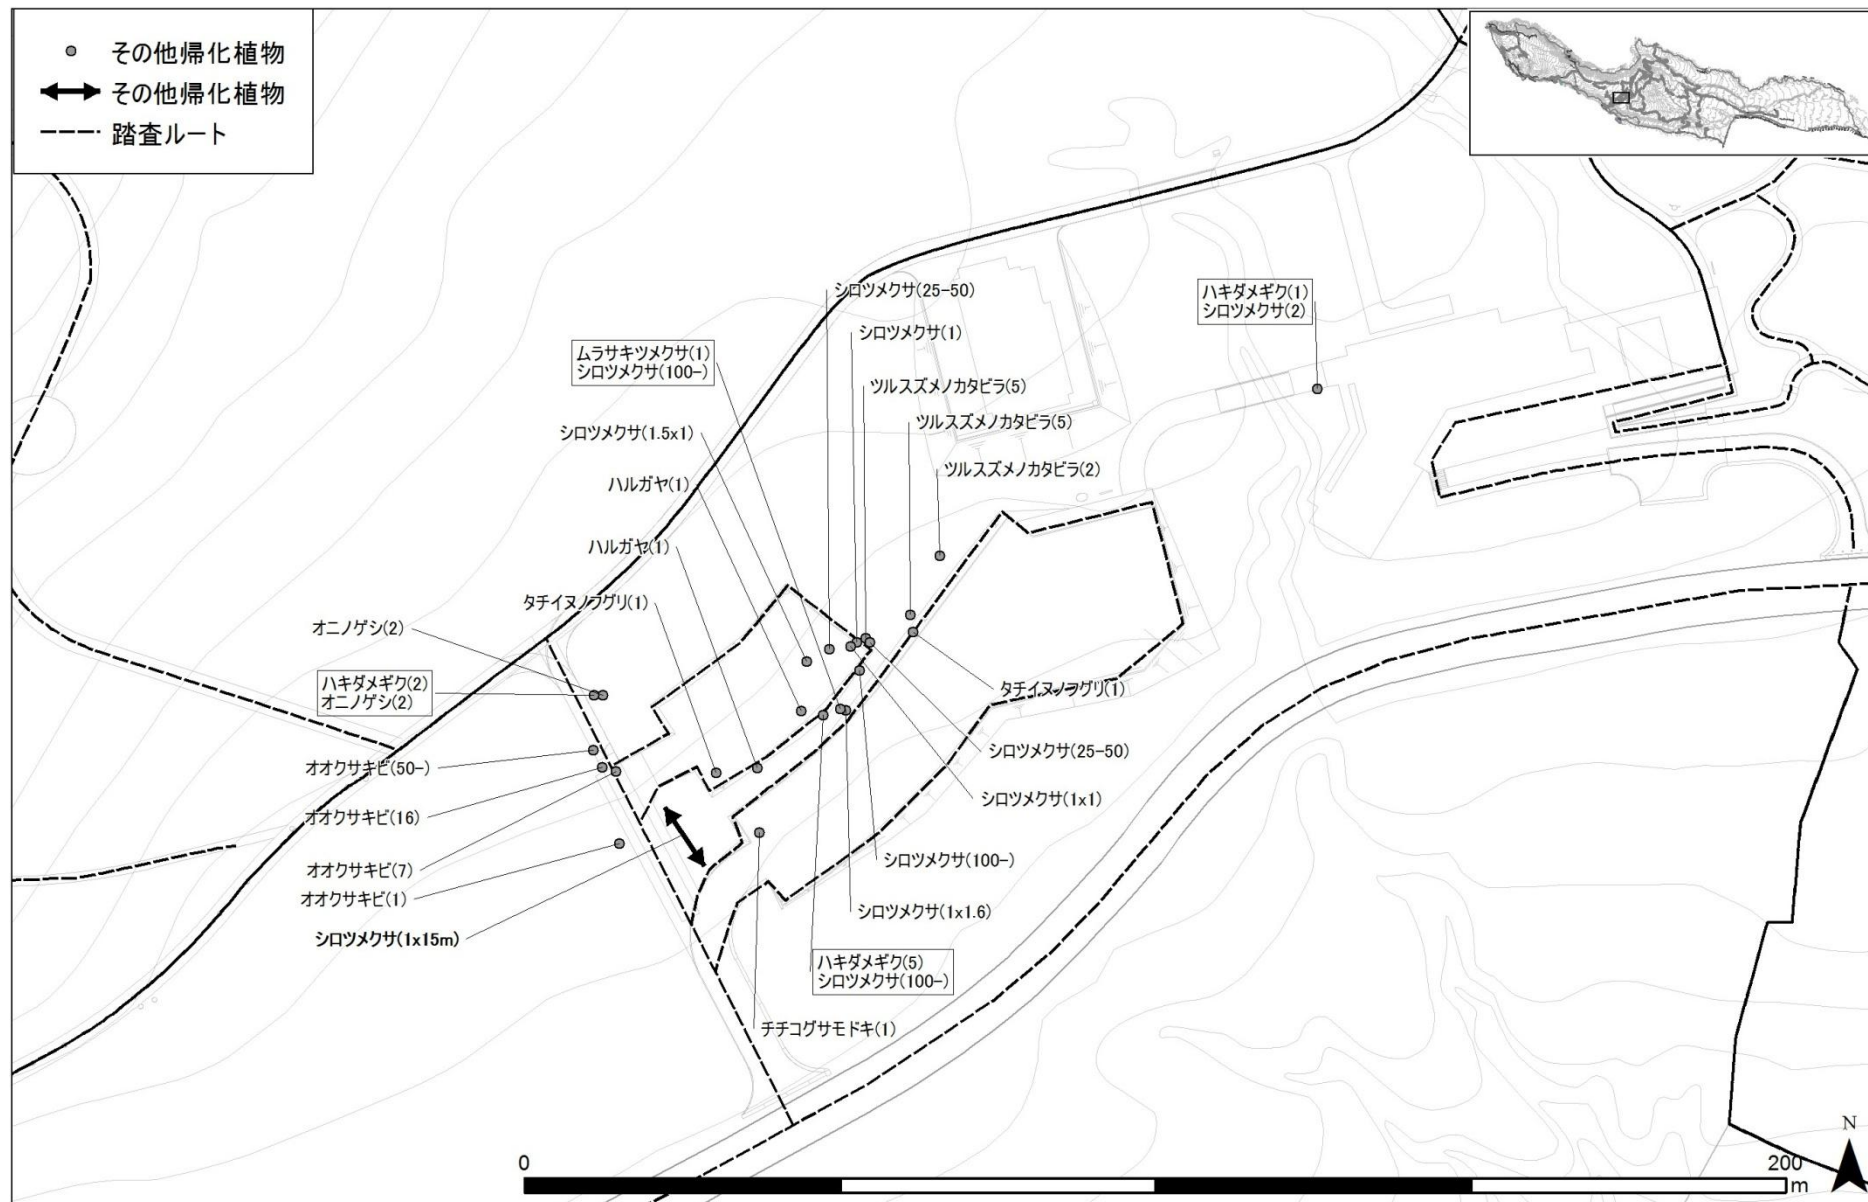 その他帰化植物
その他帰化植物
踏査ルート
シロツメクサ(25-50)
シロツメクサ(1)
ムラサキツメクサ(1)
シロツメクサ(100-)
ツルスズメノカタビラ(5)
ツルスズメノカタビラ(5)
シロツメクサ(1.5x1)
ツルスズメノカタビラ(2)
ハルガヤ(1)
ハルガヤ(1)
タチイヌノフグリ(1)
オニノゲシ(2)
ハキダメギク(2)
オニノゲシ(2)
オオクサキビ(50-)
オオクサキビ(16)
オオクサキビ(7)
オオクサキビ(1)
シロツメクサ(1x15m)
ハキダメギク(1)
シロツメクサ(2)
タチイヌノフグリ(1)
シロツメクサ(25-50)
シロツメクサ(1x1)
シロツメクサ(100-)
シロツメクサ(1x1.6)
ハキダメギク(5)
シロツメクサ(100-)
チチコグサモドキ(1)
N
0
200
m